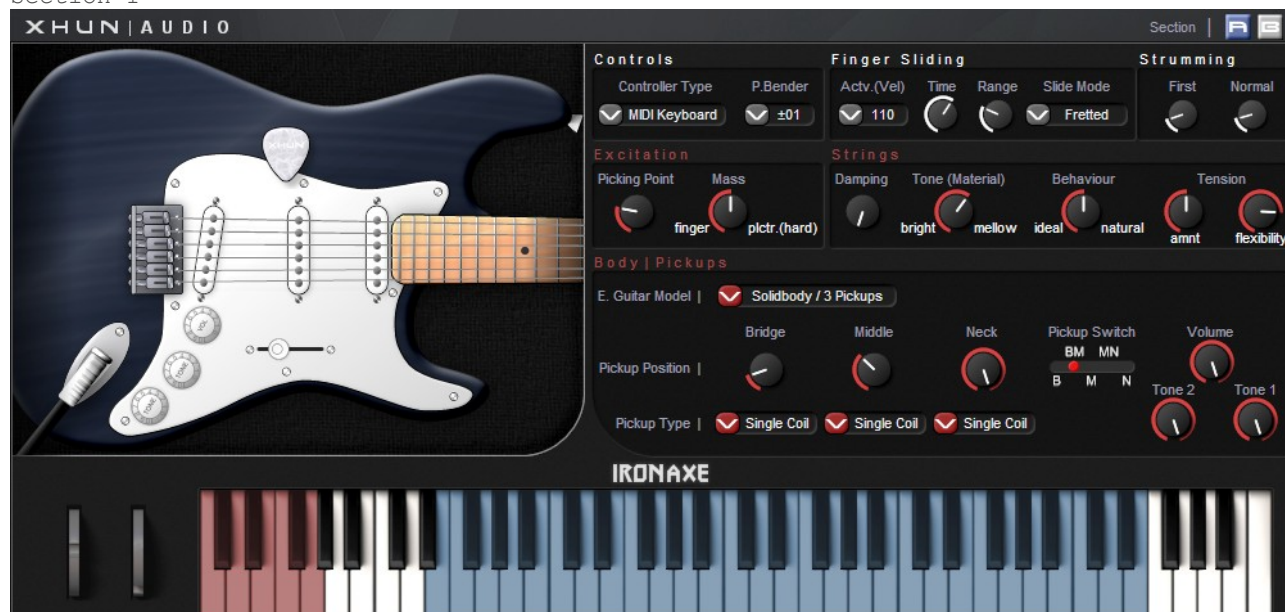 Section 1
XHUN|AUDIO
Section | A B
Controls Finger Sliding Strumming
Controller Type P.Bender Actv.(Vel) Time Range Slide Mode First Normal
MIDI Keyboard ±01 110 Fretted
Excitation Strings
Picking Point Mass Damping Tone (Material) Behaviour Tension
finger plctr.(hard) bright mellow ideal natural amnt flexibility
Body | Pickups
E. Guitar Model | Solidbody / 3 Pickups
Bridge Middle Neck Pickup Switch Volume
BM MN
Pickup Position |
B M N
Tone 2 Tone 1
Pickup Type | Single Coil Single Coil Single Coil
XHUN
TONE
TONE
IRONAXE